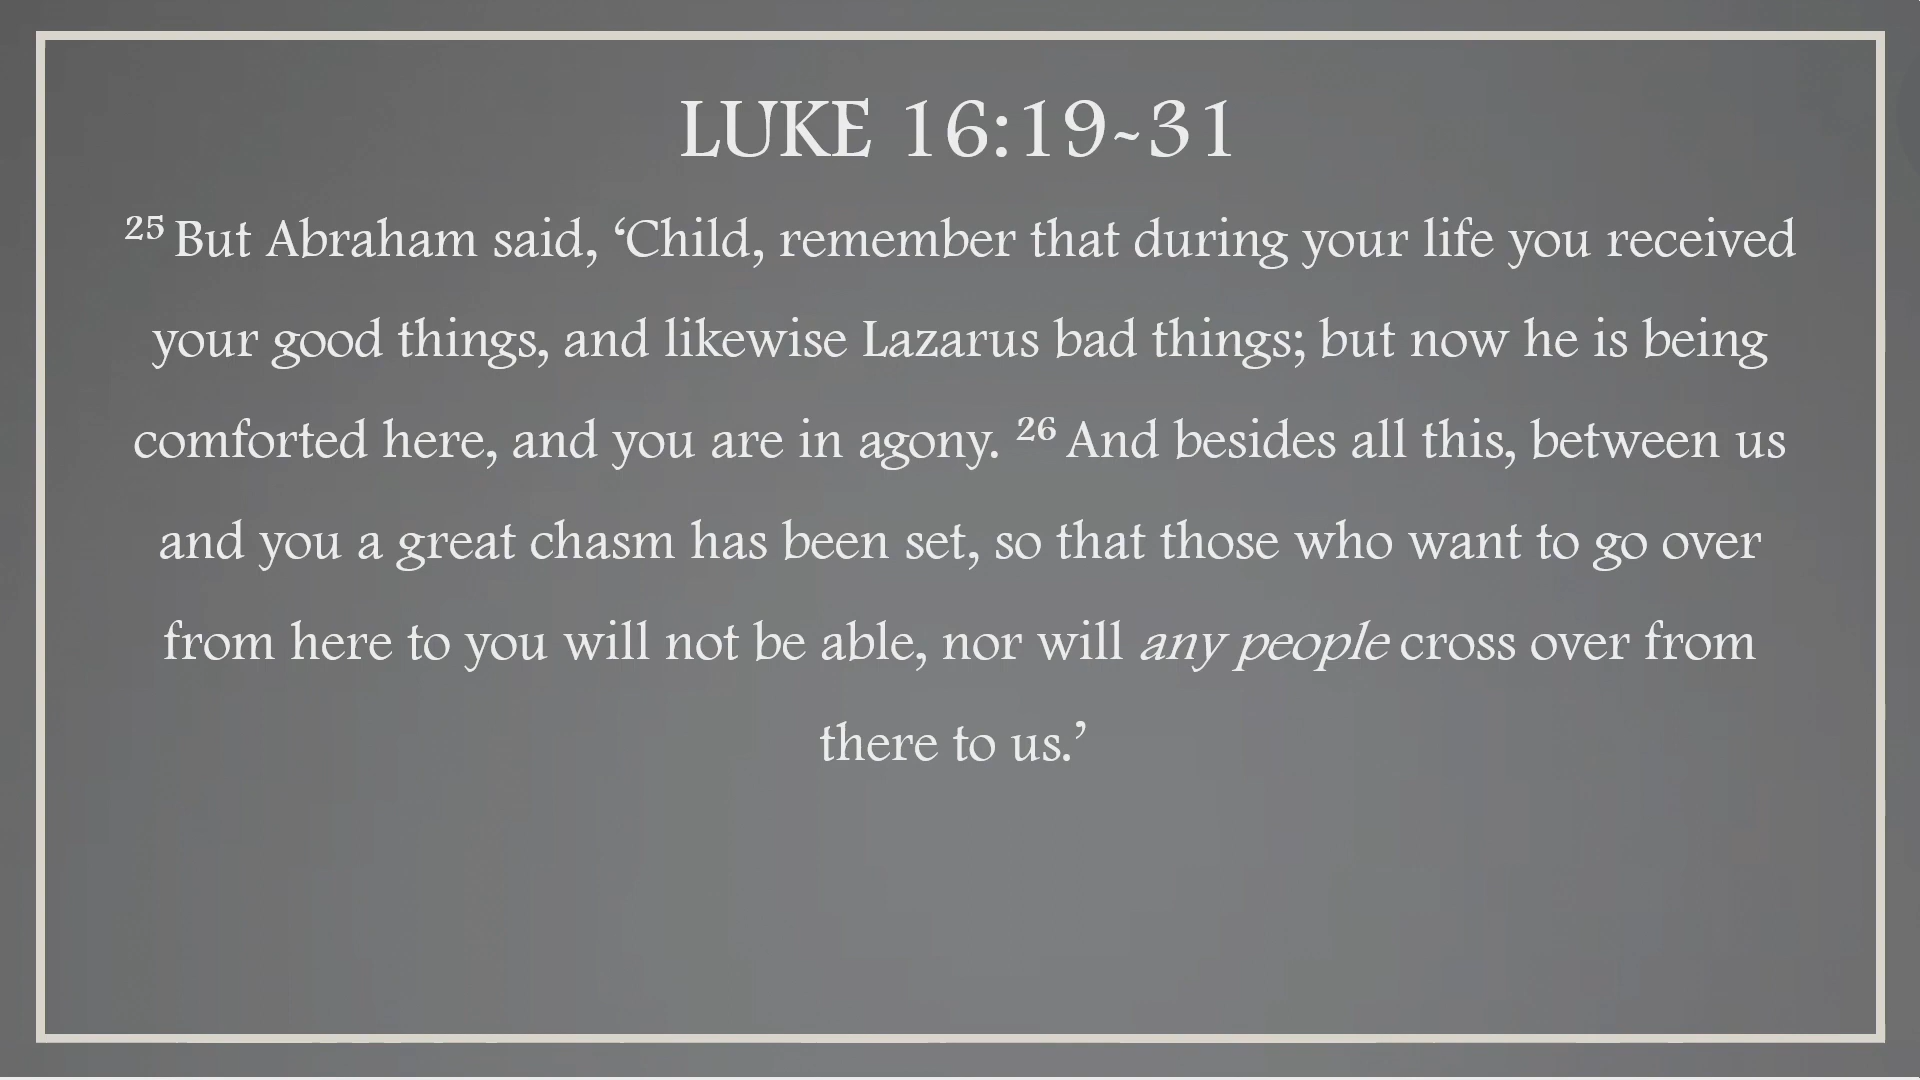 LUKE 16:19~31
25 But Abraham said, ‘Child, remember that during your life you received
your good things, and likewise Lazarus bad things; but now he is being
comforted here, and you are in agony. 26 And besides all this, between us
and you a great chasm has been set, so that those who want to go over
from here to you will not be able, nor will any people cross over from
there to us.’